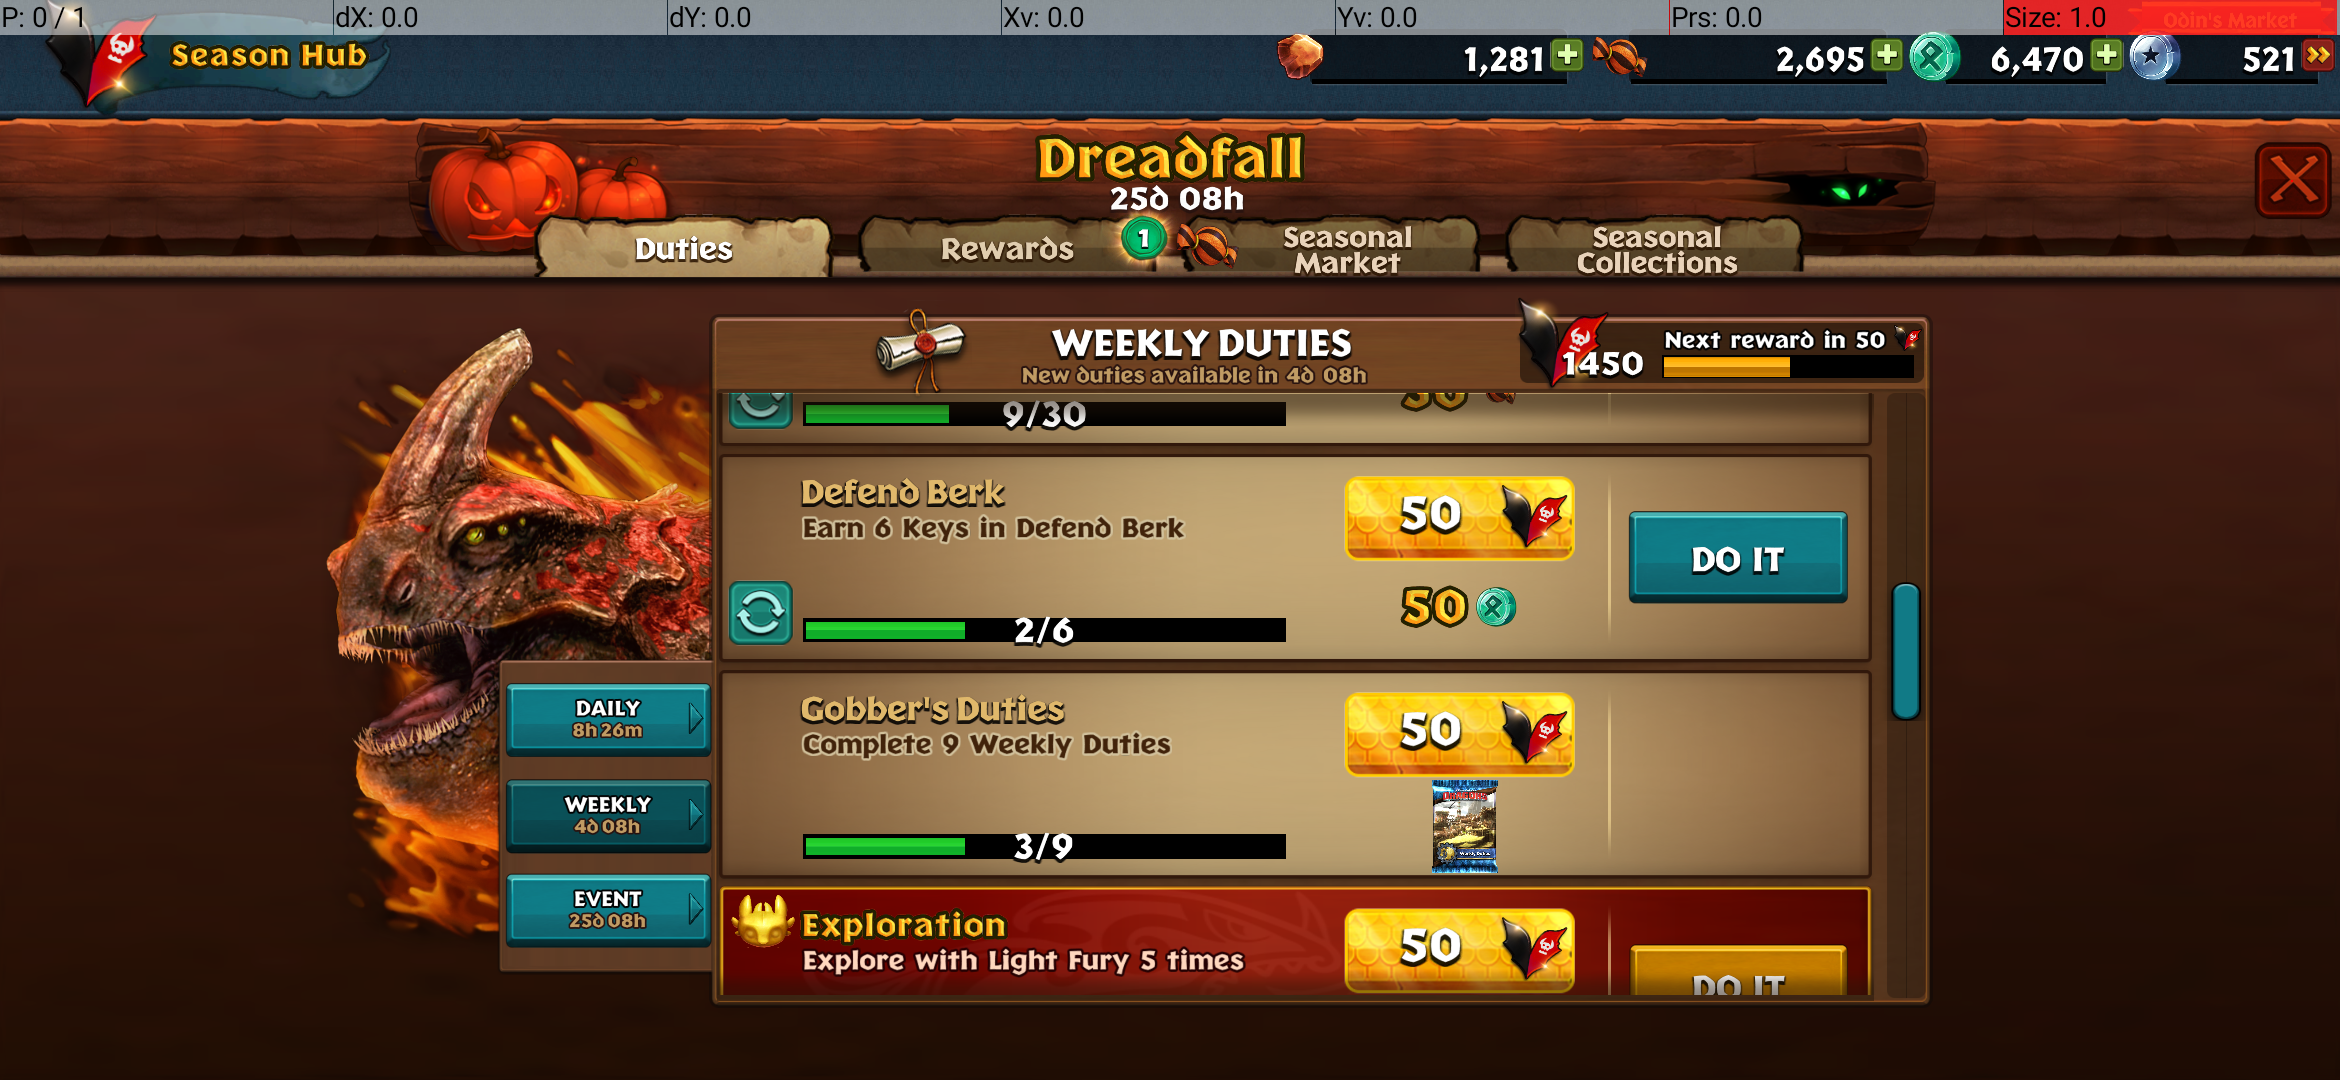 P: 0 / 1
dX: 0.0
dY: 0.0
Xv: 0.0
Yv: 0.0
Prs: 0.0
Size: 1.0
Odin's Market
Season Hub
1,281
2,695
6,470
521
Dreadfall
25d 08h
Duties
Rewards
1
Seasonal
Market
Seasonal
Collections
WEEKLY DUTIES
New duties available in 4d 08h
1450
Next reward in 50
9/30
50
Defend Berk
Earn 6 Keys in Defend Berk
2/6
50
50
DO IT
Gobber's Duties
Complete 9 Weekly Duties
3/9
50
Weekly Duties
Exploration
Explore with Light Fury 5 times
50
DO IT
DAILY
8h 26m
WEEKLY
4d 08h
EVENT
25d 08h